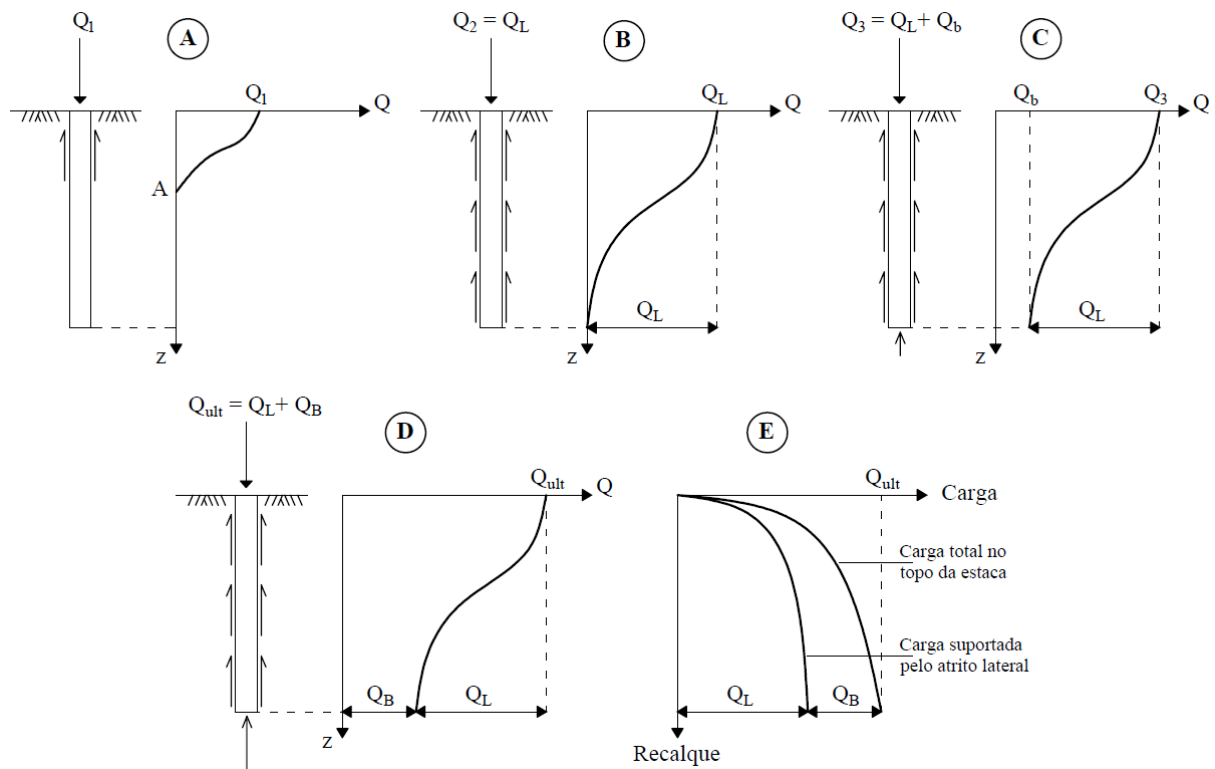 Q1
A
Q1
Q
A
z
Q2 = QL
B
QL
Q
QL
z
Q3 = QL+ Qb
C
Qb
Q3
Q
QL
z
Qult = QL+ QB
D
Qult
Q
QB
QL
z
E
Qult
Carga
Carga total no
topo da estaca
Carga suportada
pelo atrito lateral
QL
QB
Recalque